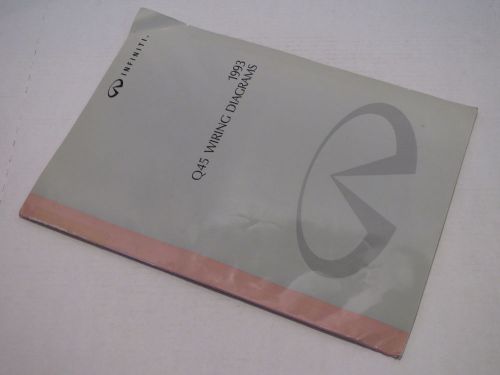 INFINITI.
1993
Q45 WIRING DIAGRAMS